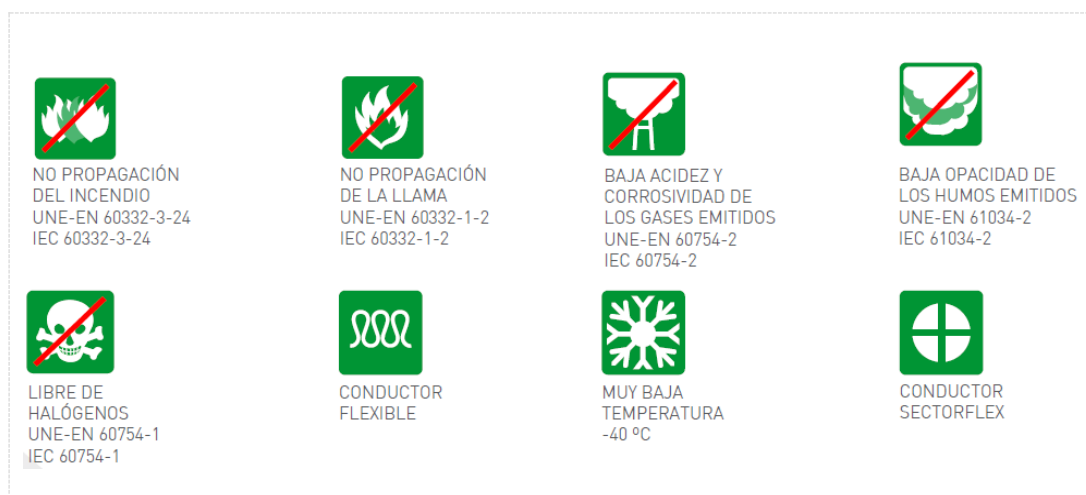 NO PROPAGACIÓN
DEL INCENDIO
UNE-EN 60332-3-24
IEC 60332-3-24
NO PROPAGACIÓN
DE LA LLAMA
UNE-EN 60332-1-2
IEC 60332-1-2
BAJA ACIDEZ Y
CORROSIVIDAD DE
LOS GASES EMITIDOS
UNE-EN 60754-2
IEC 60754-2
BAJA OPACIDAD DE
LOS HUMOS EMITIDOS
UNE-EN 61034-2
IEC 61034-2
LIBRE DE
HALÓGENOS
UNE-EN 60754-1
IEC 60754-1
CONDUCTOR
FLEXIBLE
MUY BAJA
TEMPERATURA
-40 ºC
CONDUCTOR
SECTORFLEX